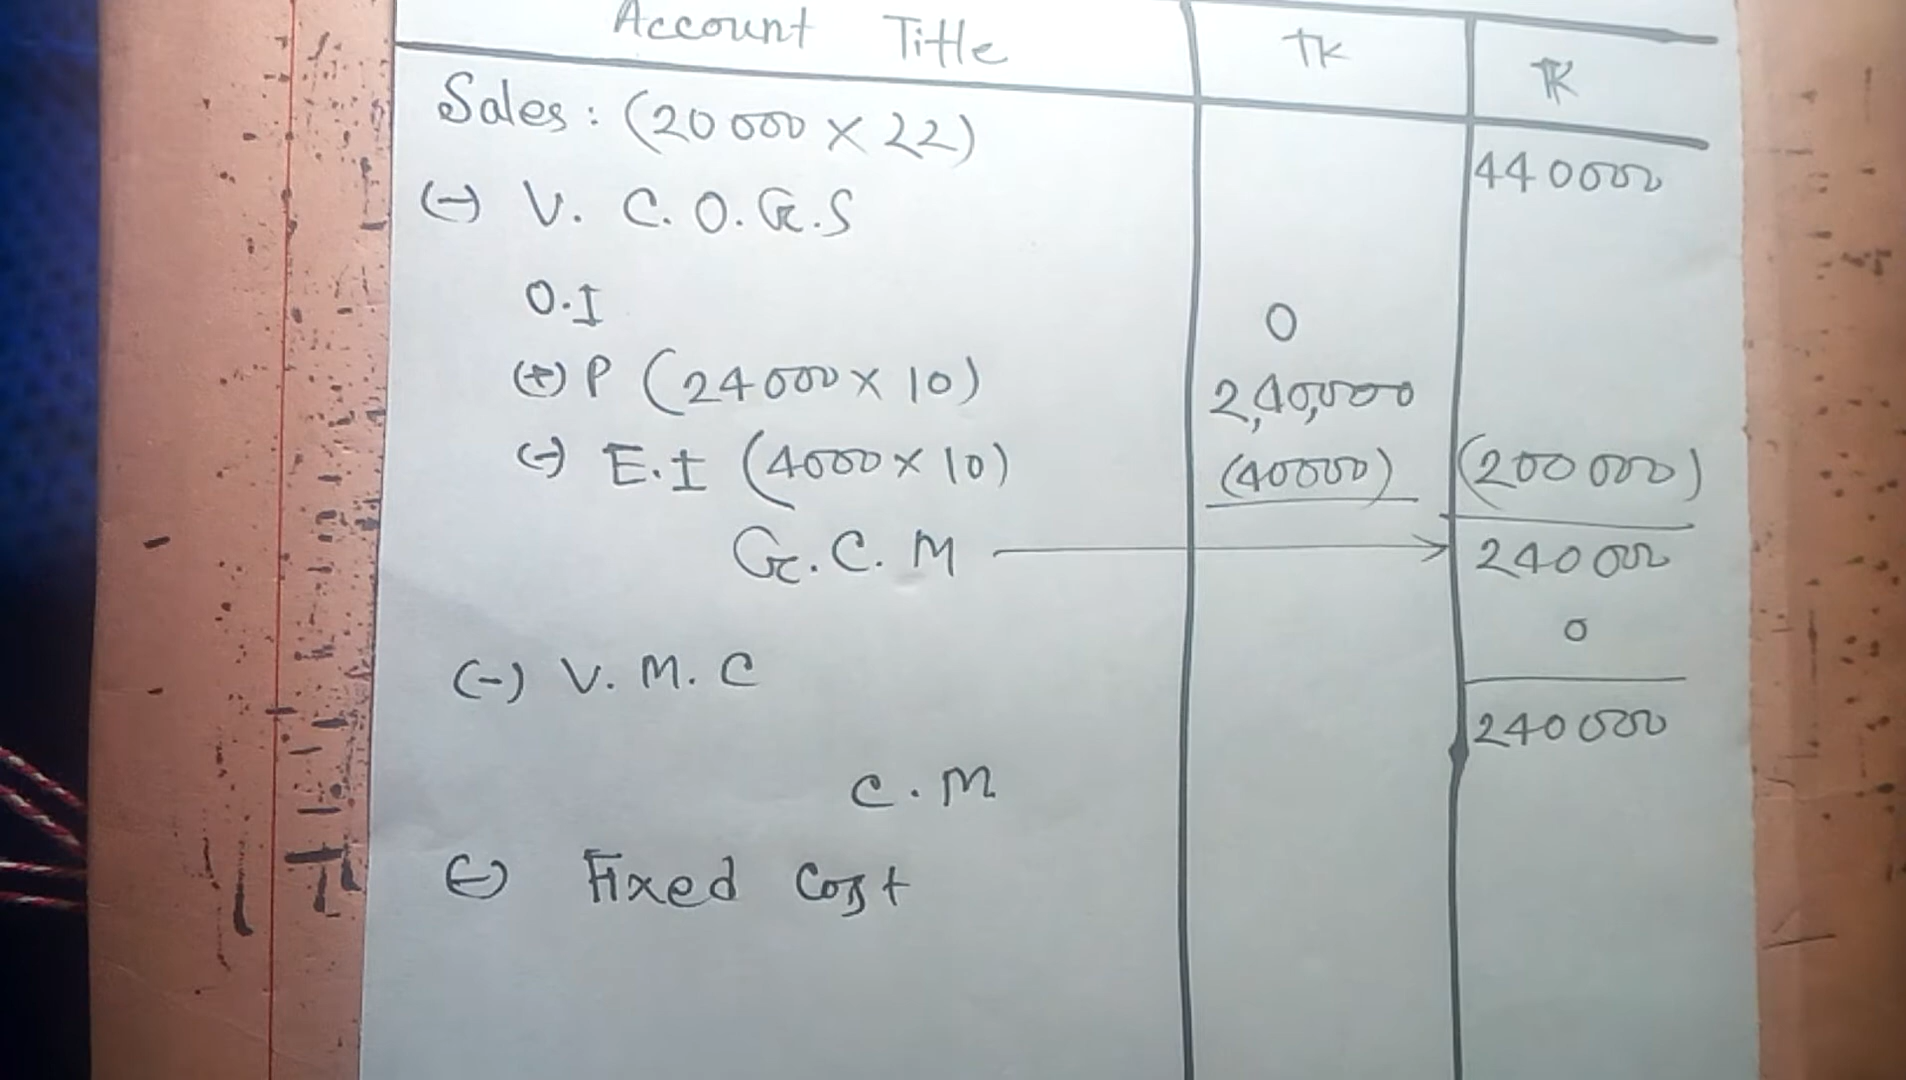 Account Title TK TK
Sales: (20000 × 22) 440000
(-) V. C. O. G. S
O.I 0
(+) P (24000 × 10) 2,40,000
(-) E.I (4000 × 10) (40000) (200000)
G. C. M 240000
(-) V. M. C 0
C. M 240000
(-) Fixed Cost